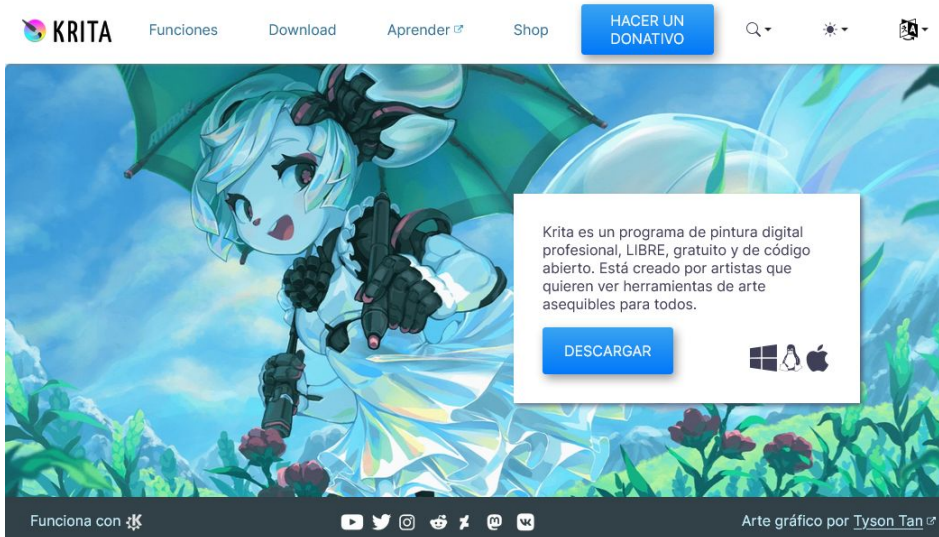 KRITA
Funciones
Download
Aprender
Shop
HACER UN
DONATIVO
Krita es un programa de pintura digital
profesional, LIBRE, gratuito y de código
abierto. Está creado por artistas que
quieren ver herramientas de arte
asequibles para todos.
DESCARGAR
Funciona con
Arte gráfico por Tyson Tan